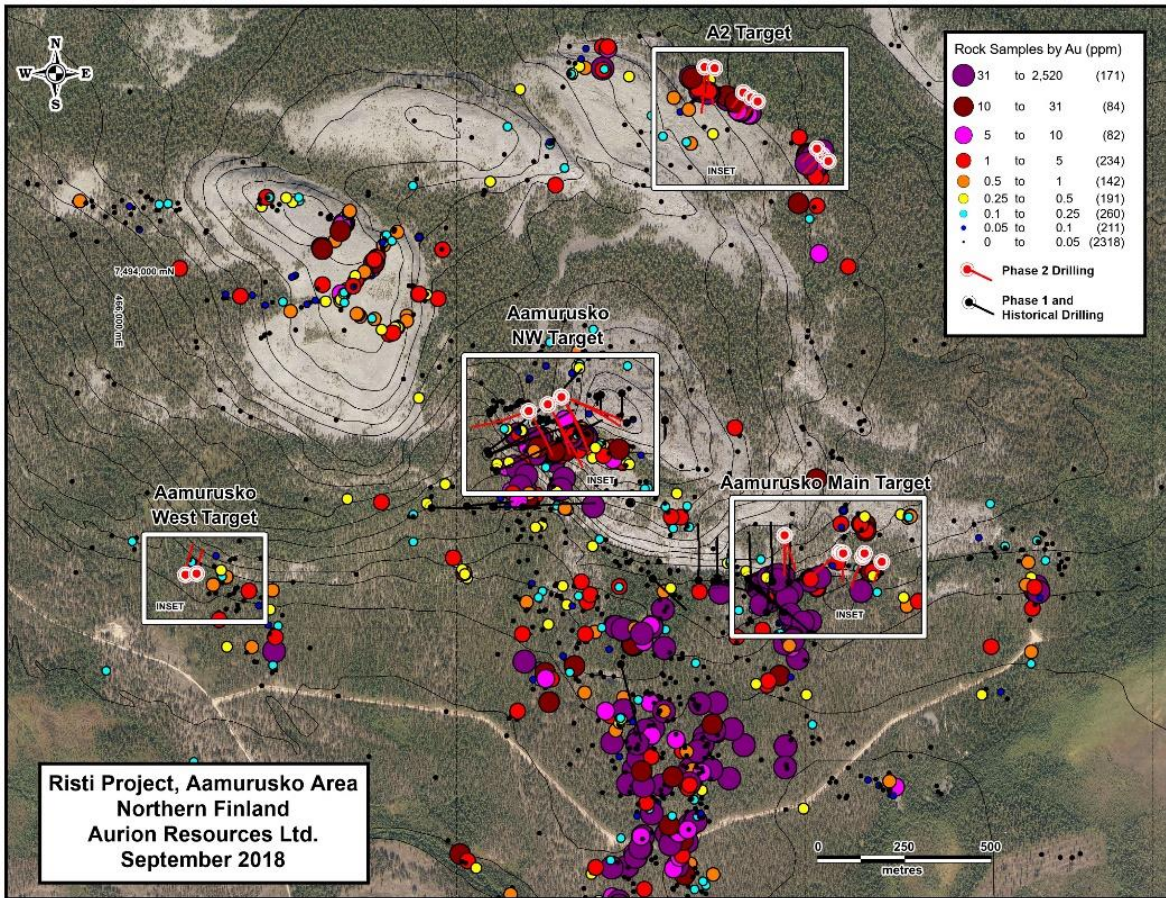 N
W E
S
A2 Target
INSET
Rock Samples by Au (ppm)
31 to 2,520 (171)
10 to 31 (84)
5 to 10 (82)
1 to 5 (234)
0.5 to 1 (142)
0.25 to 0.5 (191)
0.1 to 0.25 (260)
0.05 to 0.1 (211)
0 to 0.05 (2318)
Phase 2 Drilling
Phase 1 and
Historical Drilling
7,494,000 mN
466,000 mE
Aamurusko
NW Target
INSET
Aamurusko
West Target
INSET
Aamurusko Main Target
INSET
Risti Project, Aamurusko Area
Northern Finland
Aurion Resources Ltd.
September 2018
0 250 500
metres